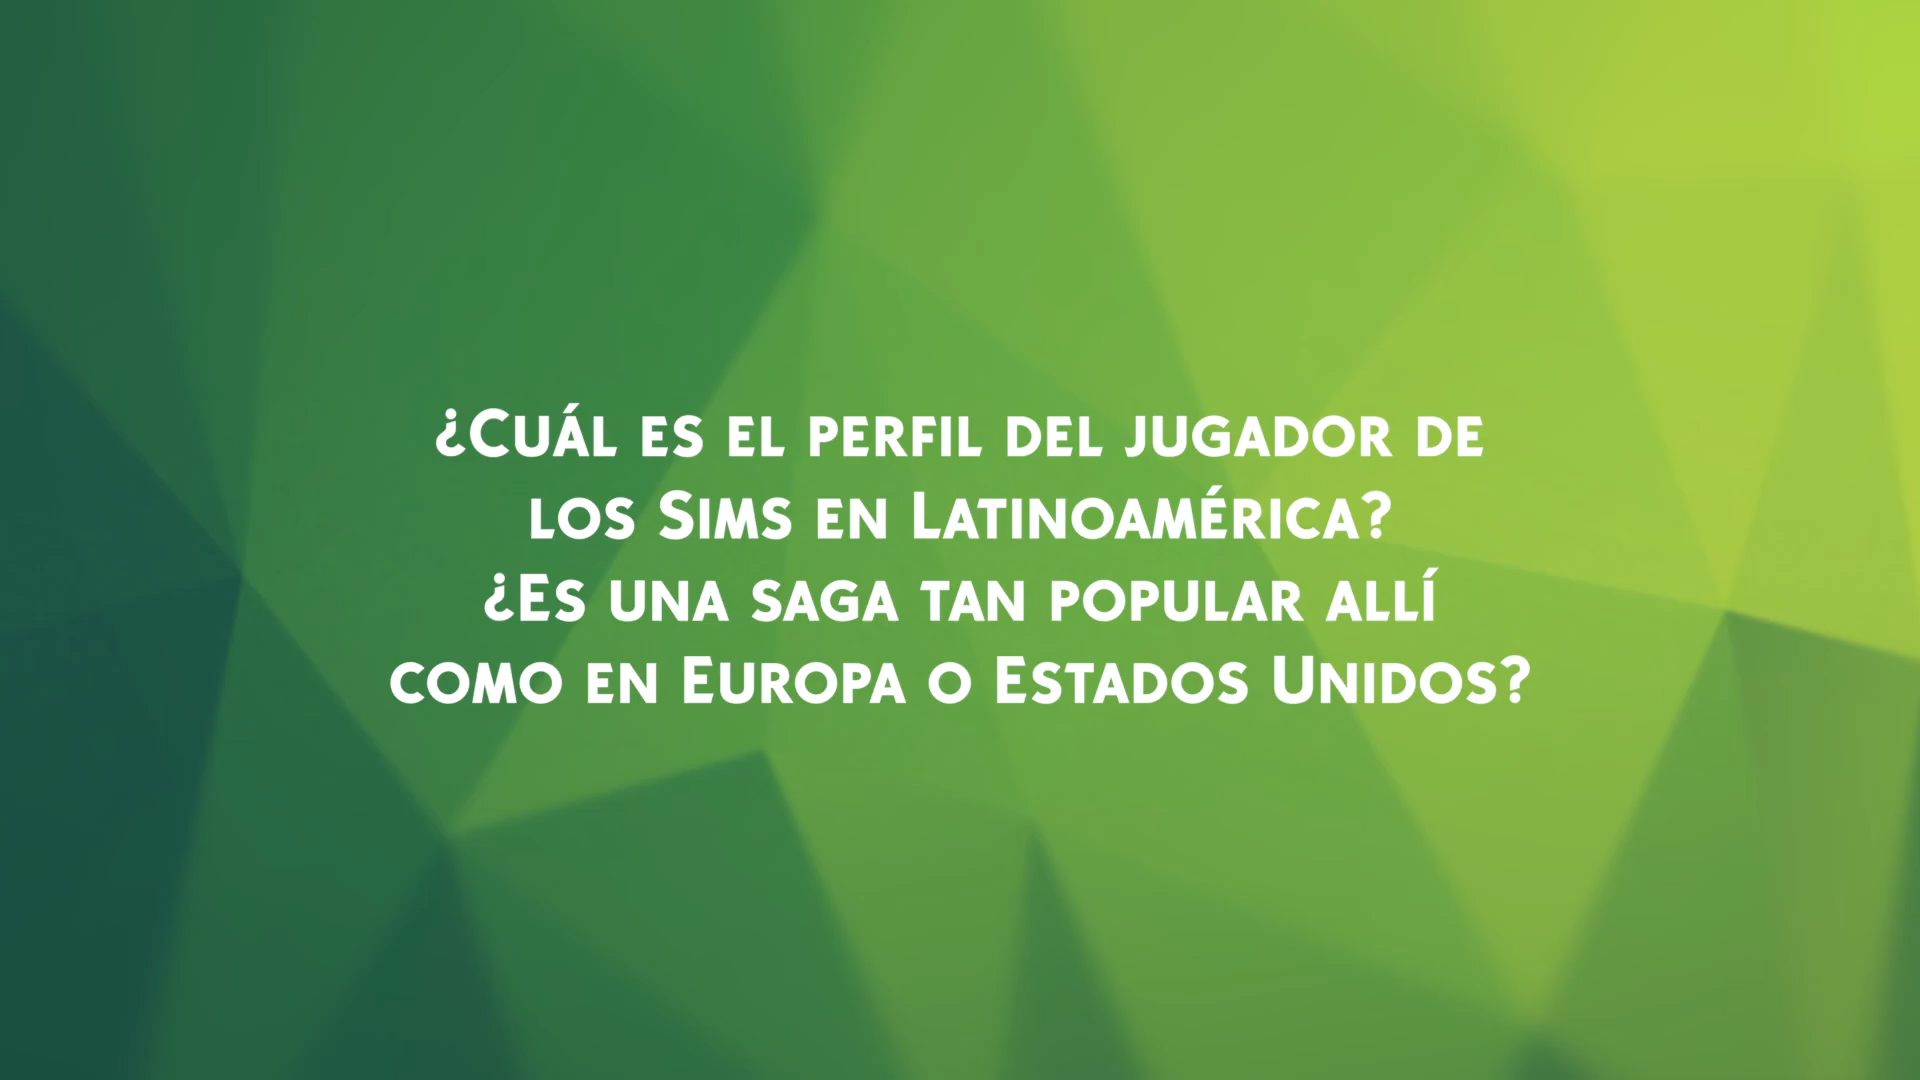 ¿Cuál es el perfil del jugador de
los Sims en Latinoamérica?
¿Es una saga tan popular allí
como en Europa o Estados Unidos?